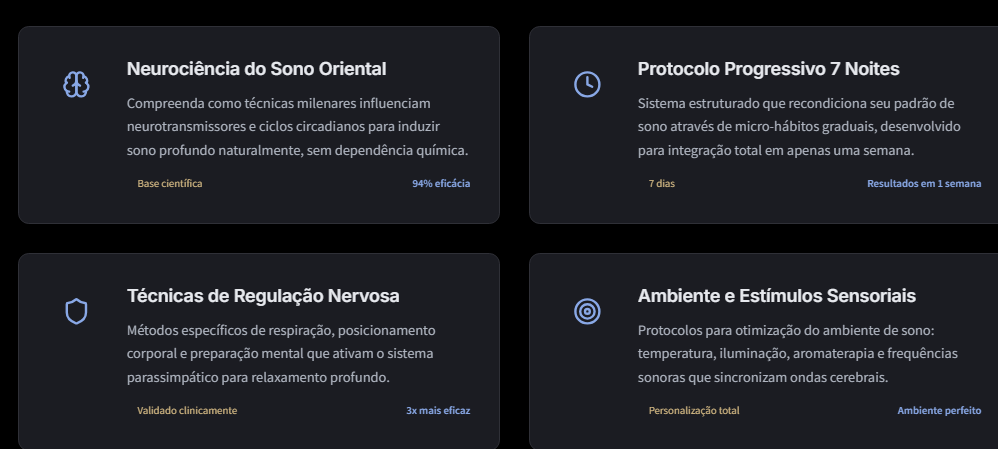 Neurociência do Sono Oriental
Compreenda como técnicas milenares influenciam
neurotransmissores e ciclos circadianos para induzir
sono profundo naturalmente, sem dependência química.
Base científica
94% eficácia
Protocolo Progressivo 7 Noites
Sistema estruturado que recondiciona seu padrão de
sono através de micro-hábitos graduais, desenvolvido
para integração total em apenas uma semana.
7 dias
Resultados em 1 semana
Técnicas de Regulação Nervosa
Métodos específicos de respiração, posicionamento
corporal e preparação mental que ativam o sistema
parassimpático para relaxamento profundo.
Validado clinicamente
3x mais eficaz
Ambiente e Estímulos Sensoriais
Protocolos para otimização do ambiente de sono:
temperatura, iluminação, aromaterapia e frequências
sonoras que sincronizam ondas cerebrais.
Personalização total
Ambiente perfeito